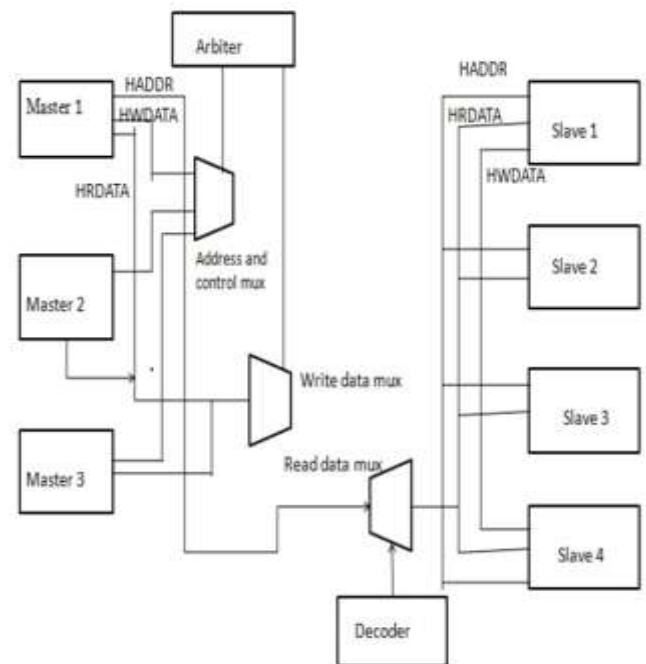 Arbiter
HADDR
Master 1
HWDATA
HRDATA
Address and
control mux
Master 2
Write data mux
Master 3
Read data mux
Decoder
HADDR
HRDATA
Slave 1
HWDATA
Slave 2
Slave 3
Slave 4